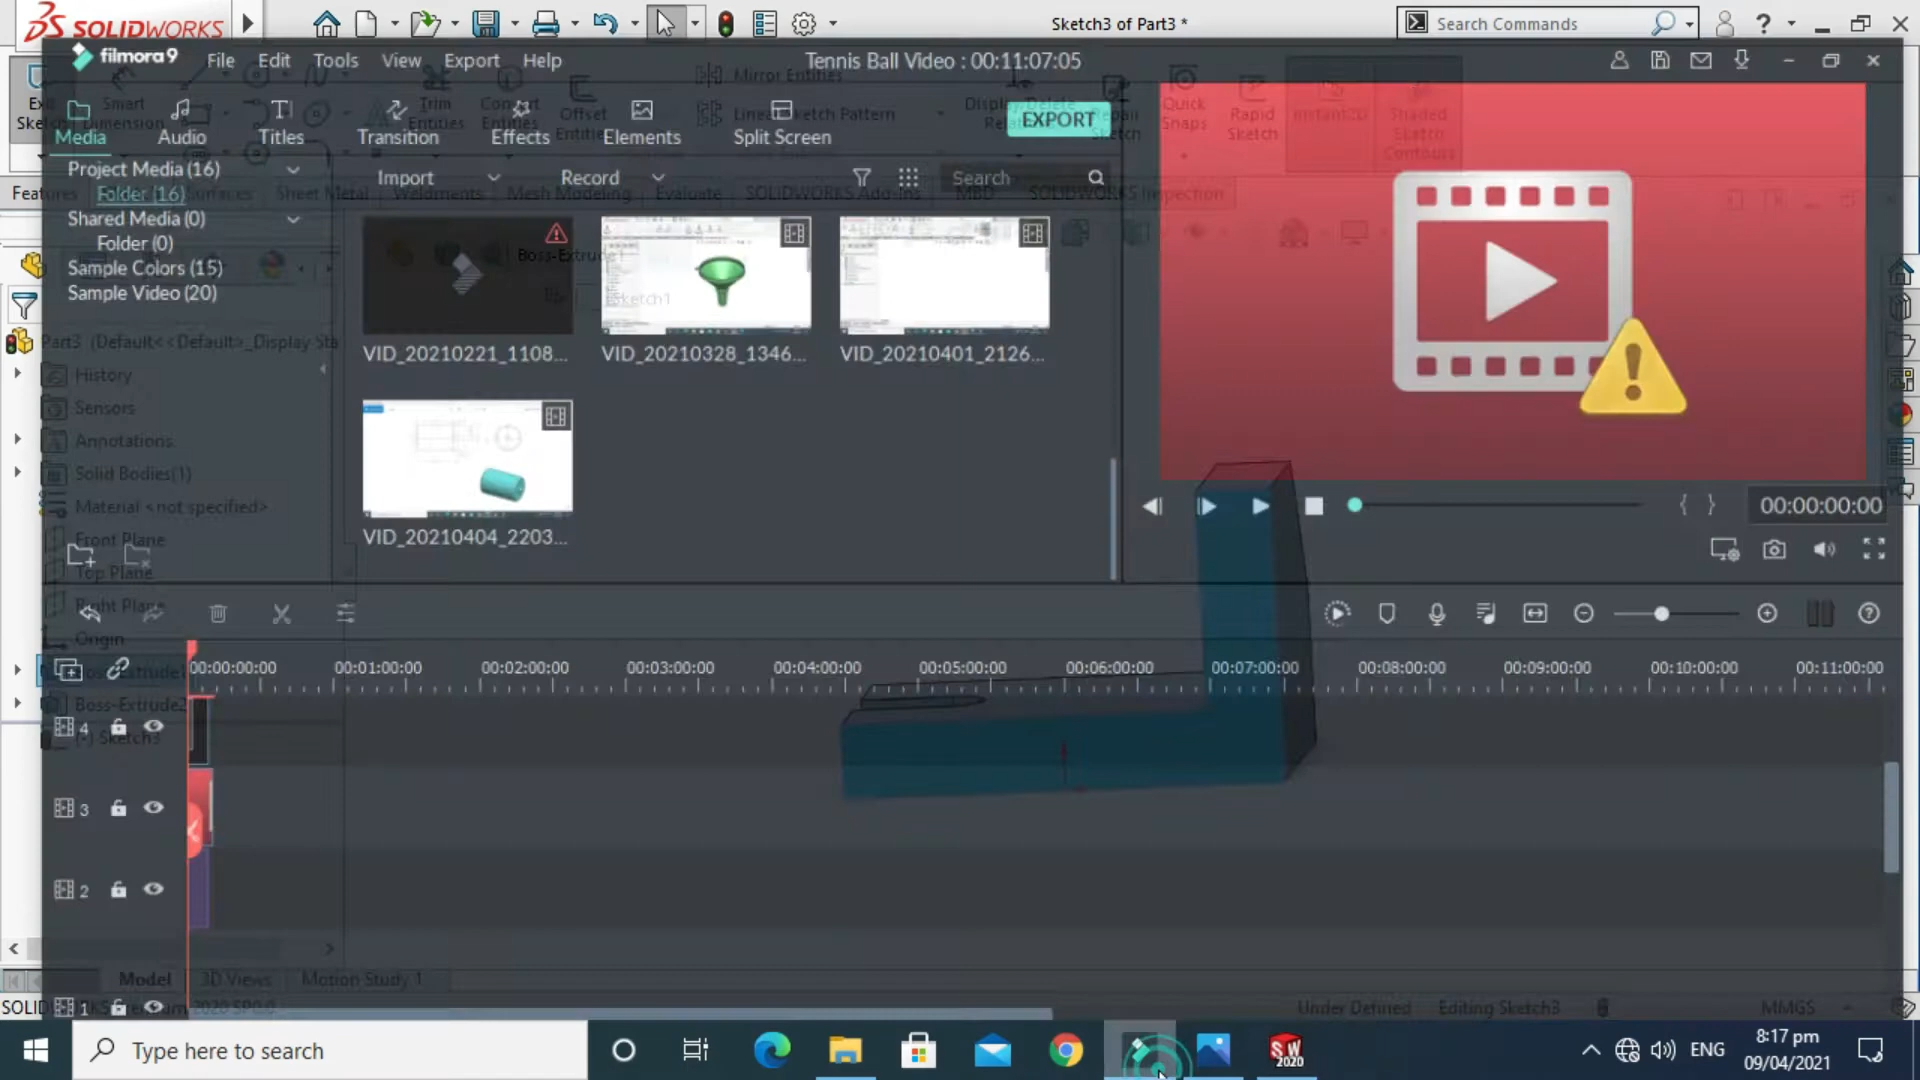 SOLIDWORKS
Sketch3 of Part3 *
Search Commands
filmora9
File Edit Tools View Export Help
Tennis Ball Video : 00:11:07:05
Mirror Entities
Smart Dimension
Trim Entities
Convert Entities
Offset Entities
Linear Sketch Pattern
Display/Delete Relations
Repair Sketch
Quick Snaps
Rapid Sketch
Instant2D
Shaded Sketch Contours
Media Audio Titles Transition Effects Elements Split Screen
EXPORT
Project Media (16)
Folder (16)
Shared Media (0)
Folder (0)
Sample Colors (15)
Sample Video (20)
Import Record Search
Features Surfaces Sheet Metal Weldments Mesh Modeling Evaluate SOLIDWORKS Add-Ins MBD SOLIDWORKS Inspection
Boss-Extrude1
Sketch1
VID_20210221_1108...
VID_20210328_1346...
VID_20210401_2126...
VID_20210404_2203...
Part3 (Default<<Default>_Display Sta
History
Sensors
Annotations
Solid Bodies(1)
Material <not specified>
Front Plane
Top Plane
Right Plane
Origin
Boss-Extrude1
Boss-Extrude2
(-) Sketch3
00:00:00:00
00:00:00:00 00:01:00:00 00:02:00:00 00:03:00:00 00:04:00:00 00:05:00:00 00:06:00:00 00:07:00:00 00:08:00:00 00:09:00:00 00:10:00:00 00:11:00:00
4
3
2
1
Model 3D Views Motion Study 1
Under Defined Editing Sketch3 MMGS
Type here to search
SW 2020
ENG
8:17 pm
09/04/2021